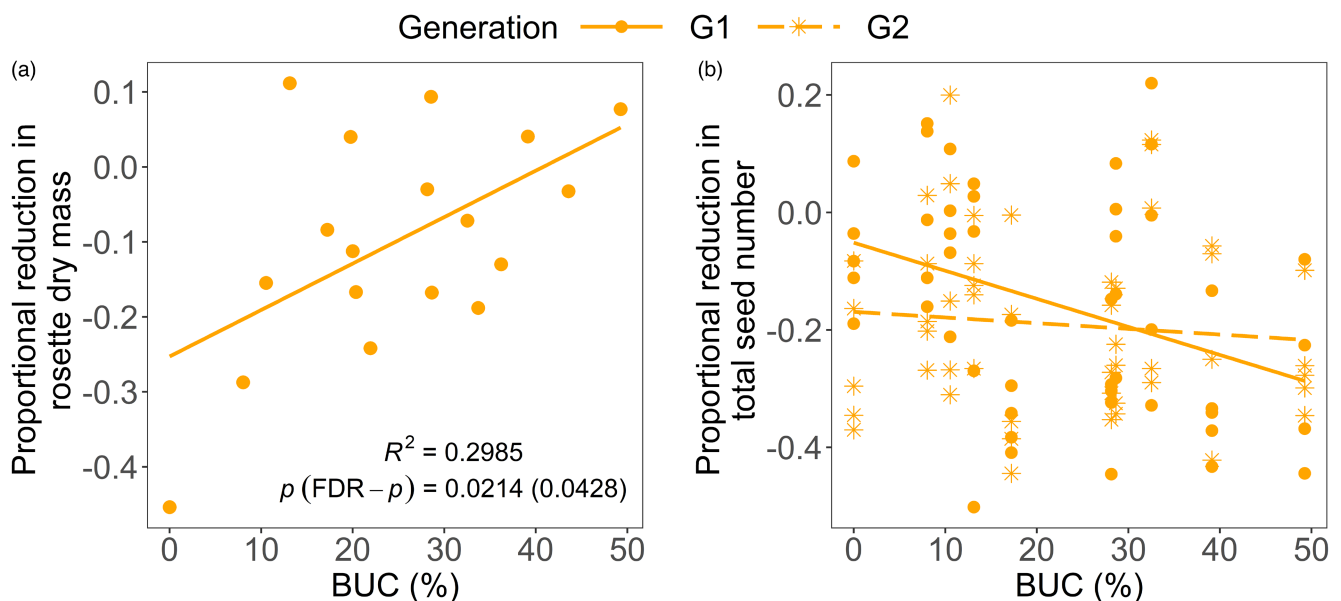 Generation G1 G2
(a)
Proportional reduction in
rosette dry mass
0.1
0.0
-0.1
-0.2
-0.3
-0.4
R² = 0.2985
p (FDR − p) = 0.0214 (0.0428)
0 10 20 30 40 50
BUC (%)
(b)
Proportional reduction in
total seed number
0.2
0.0
-0.2
-0.4
0 10 20 30 40 50
BUC (%)